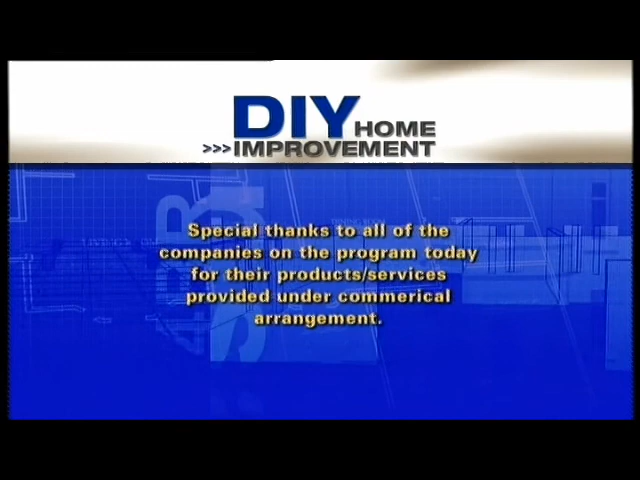 DIY HOME
>>>IMPROVEMENT
Special thanks to all of the
companies on the program today
for their products/services
provided under commerical
arrangement.